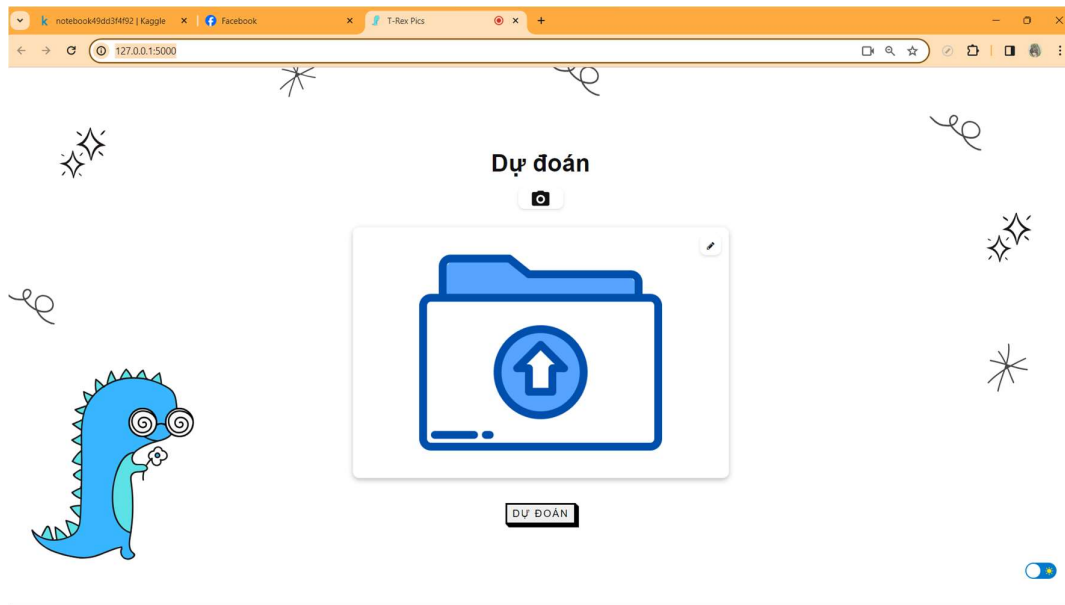 notebook49dd3f4f92 | Kaggle
Facebook
T-Rex Pics
127.0.0.1:5000
Dự đoán
DỰ ĐOÁN